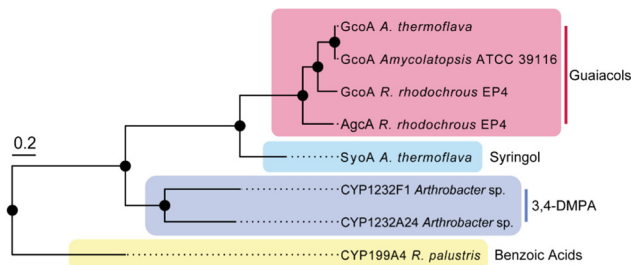 GcoA A. thermoflava
GcoA Amycolatopsis ATCC 39116
Guaiacols
GcoA R. rhodochrous EP4
AgcA R. rhodochrous EP4
0.2
SyoA A. thermoflava Syringol
CYP1232F1 Arthrobacter sp.
3,4-DMPA
CYP1232A24 Arthrobacter sp.
CYP199A4 R. palustris Benzoic Acids